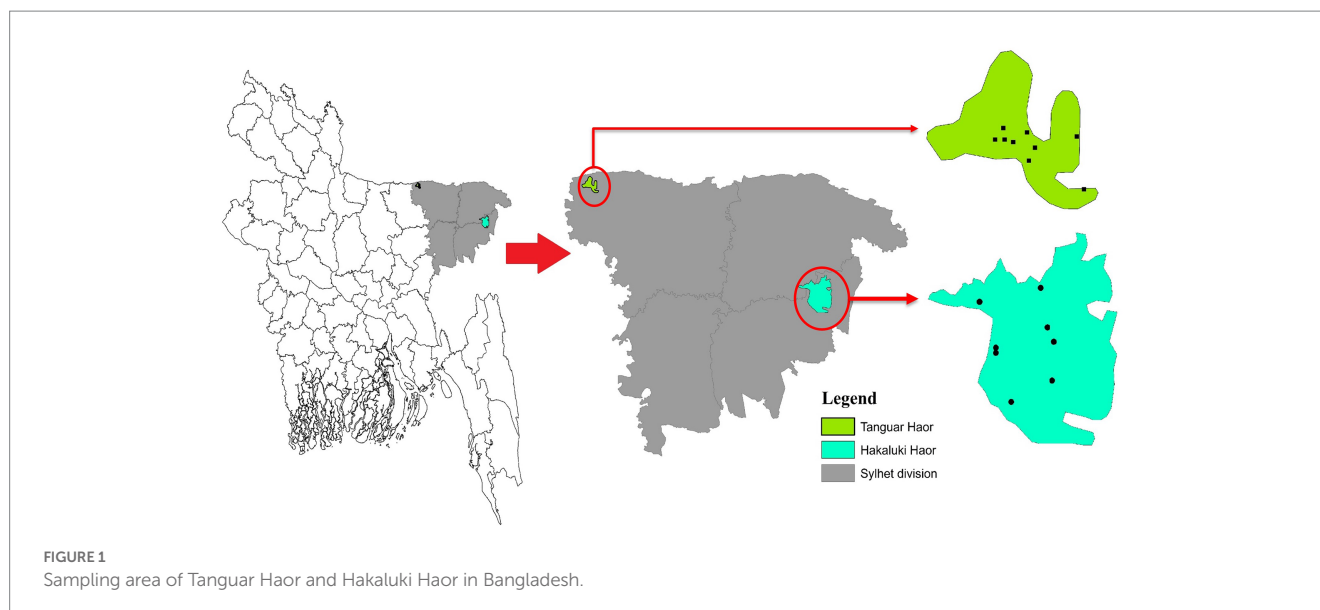 Legend
Tanguar Haor
Hakaluki Haor
Sylhet division
FIGURE 1
Sampling area of Tanguar Haor and Hakaluki Haor in Bangladesh.